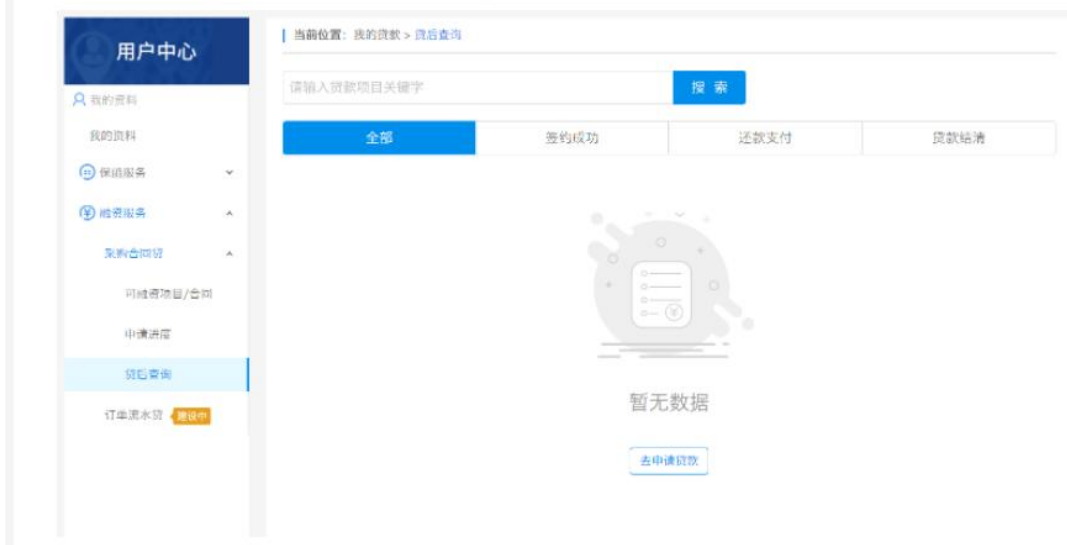 用户中心
我的资料
我的资料
保函服务
融资服务
采购合同贷
可融资项目/合同
申请进度
贷后查询
订单流水贷 建设中
当前位置：我的贷款 > 贷后查询
请输入贷款项目关键字 搜 索
全部 签约成功 还款支付 贷款结清
暂无数据
去申请贷款